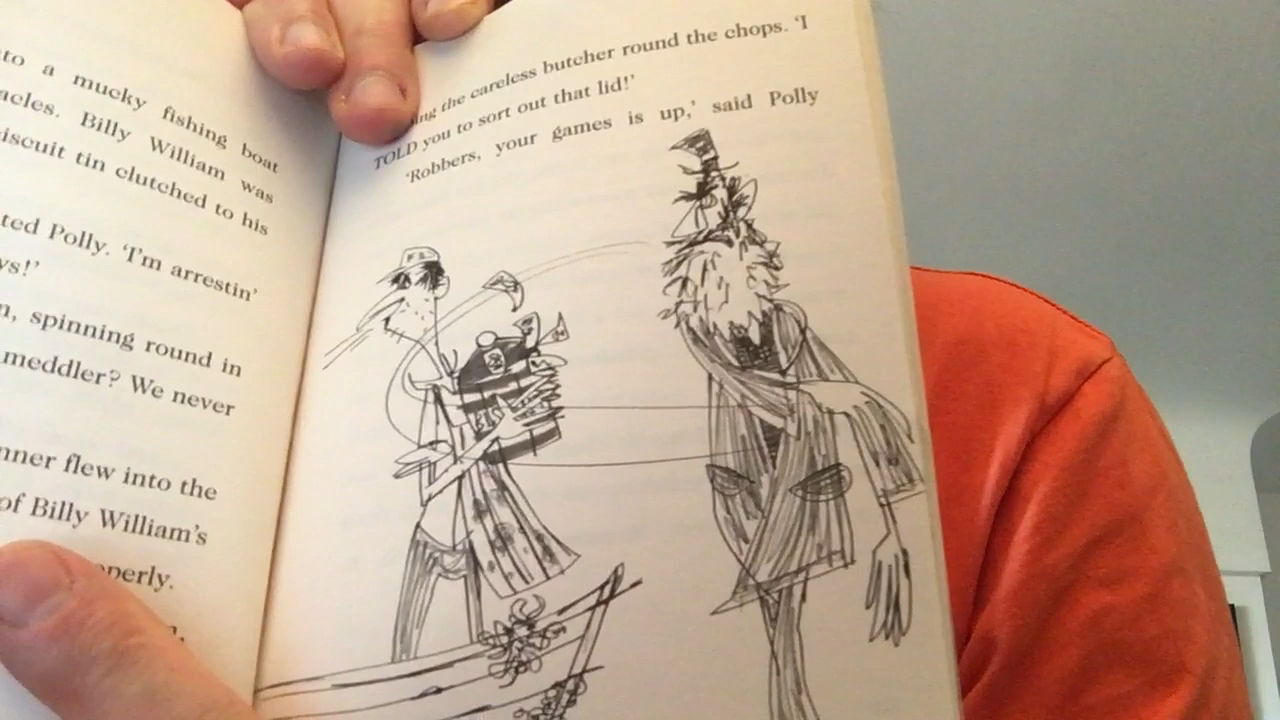 to a mucky fishing boat
acles. Billy William was
iscuit tin clutched to his
ted Polly. 'I'm arrestin'
ys!'
n, spinning round in
meddler? We never
nner flew into the
of Billy William's
operly.
ing the careless butcher round the chops. 'I
TOLD you to sort out that lid!'
'Robbers, your games is up,' said Polly